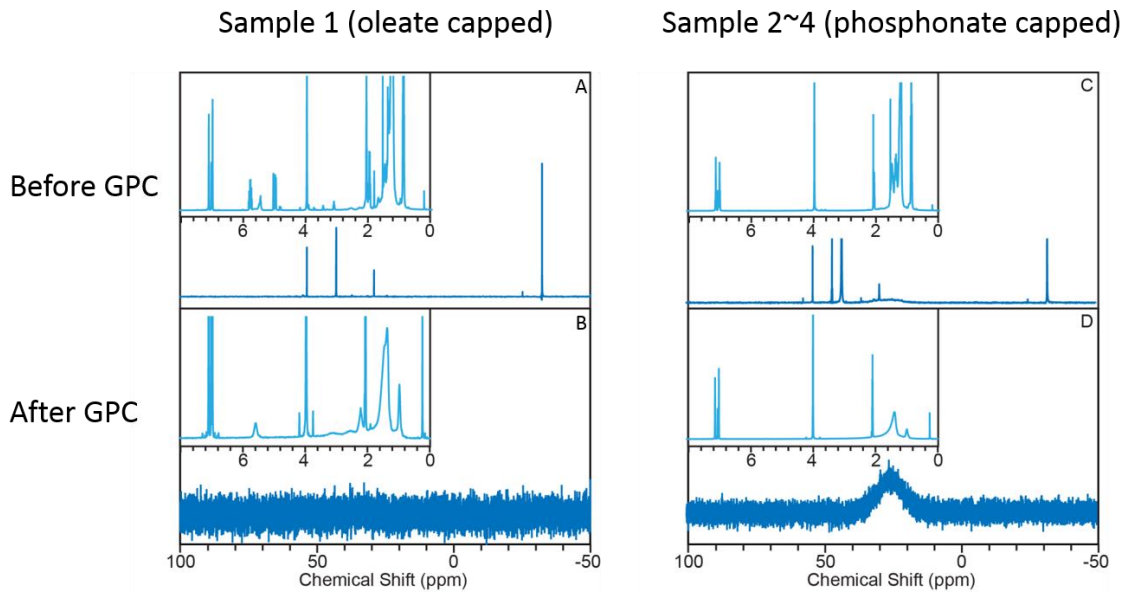 Sample 1 (oleate capped)
Sample 2~4 (phosphonate capped)
Before GPC
A
6 4 2 0
C
6 4 2 0
After GPC
B
6 4 2 0
100 50 0 -50
Chemical Shift (ppm)
D
6 4 2 0
100 50 0 -50
Chemical Shift (ppm)